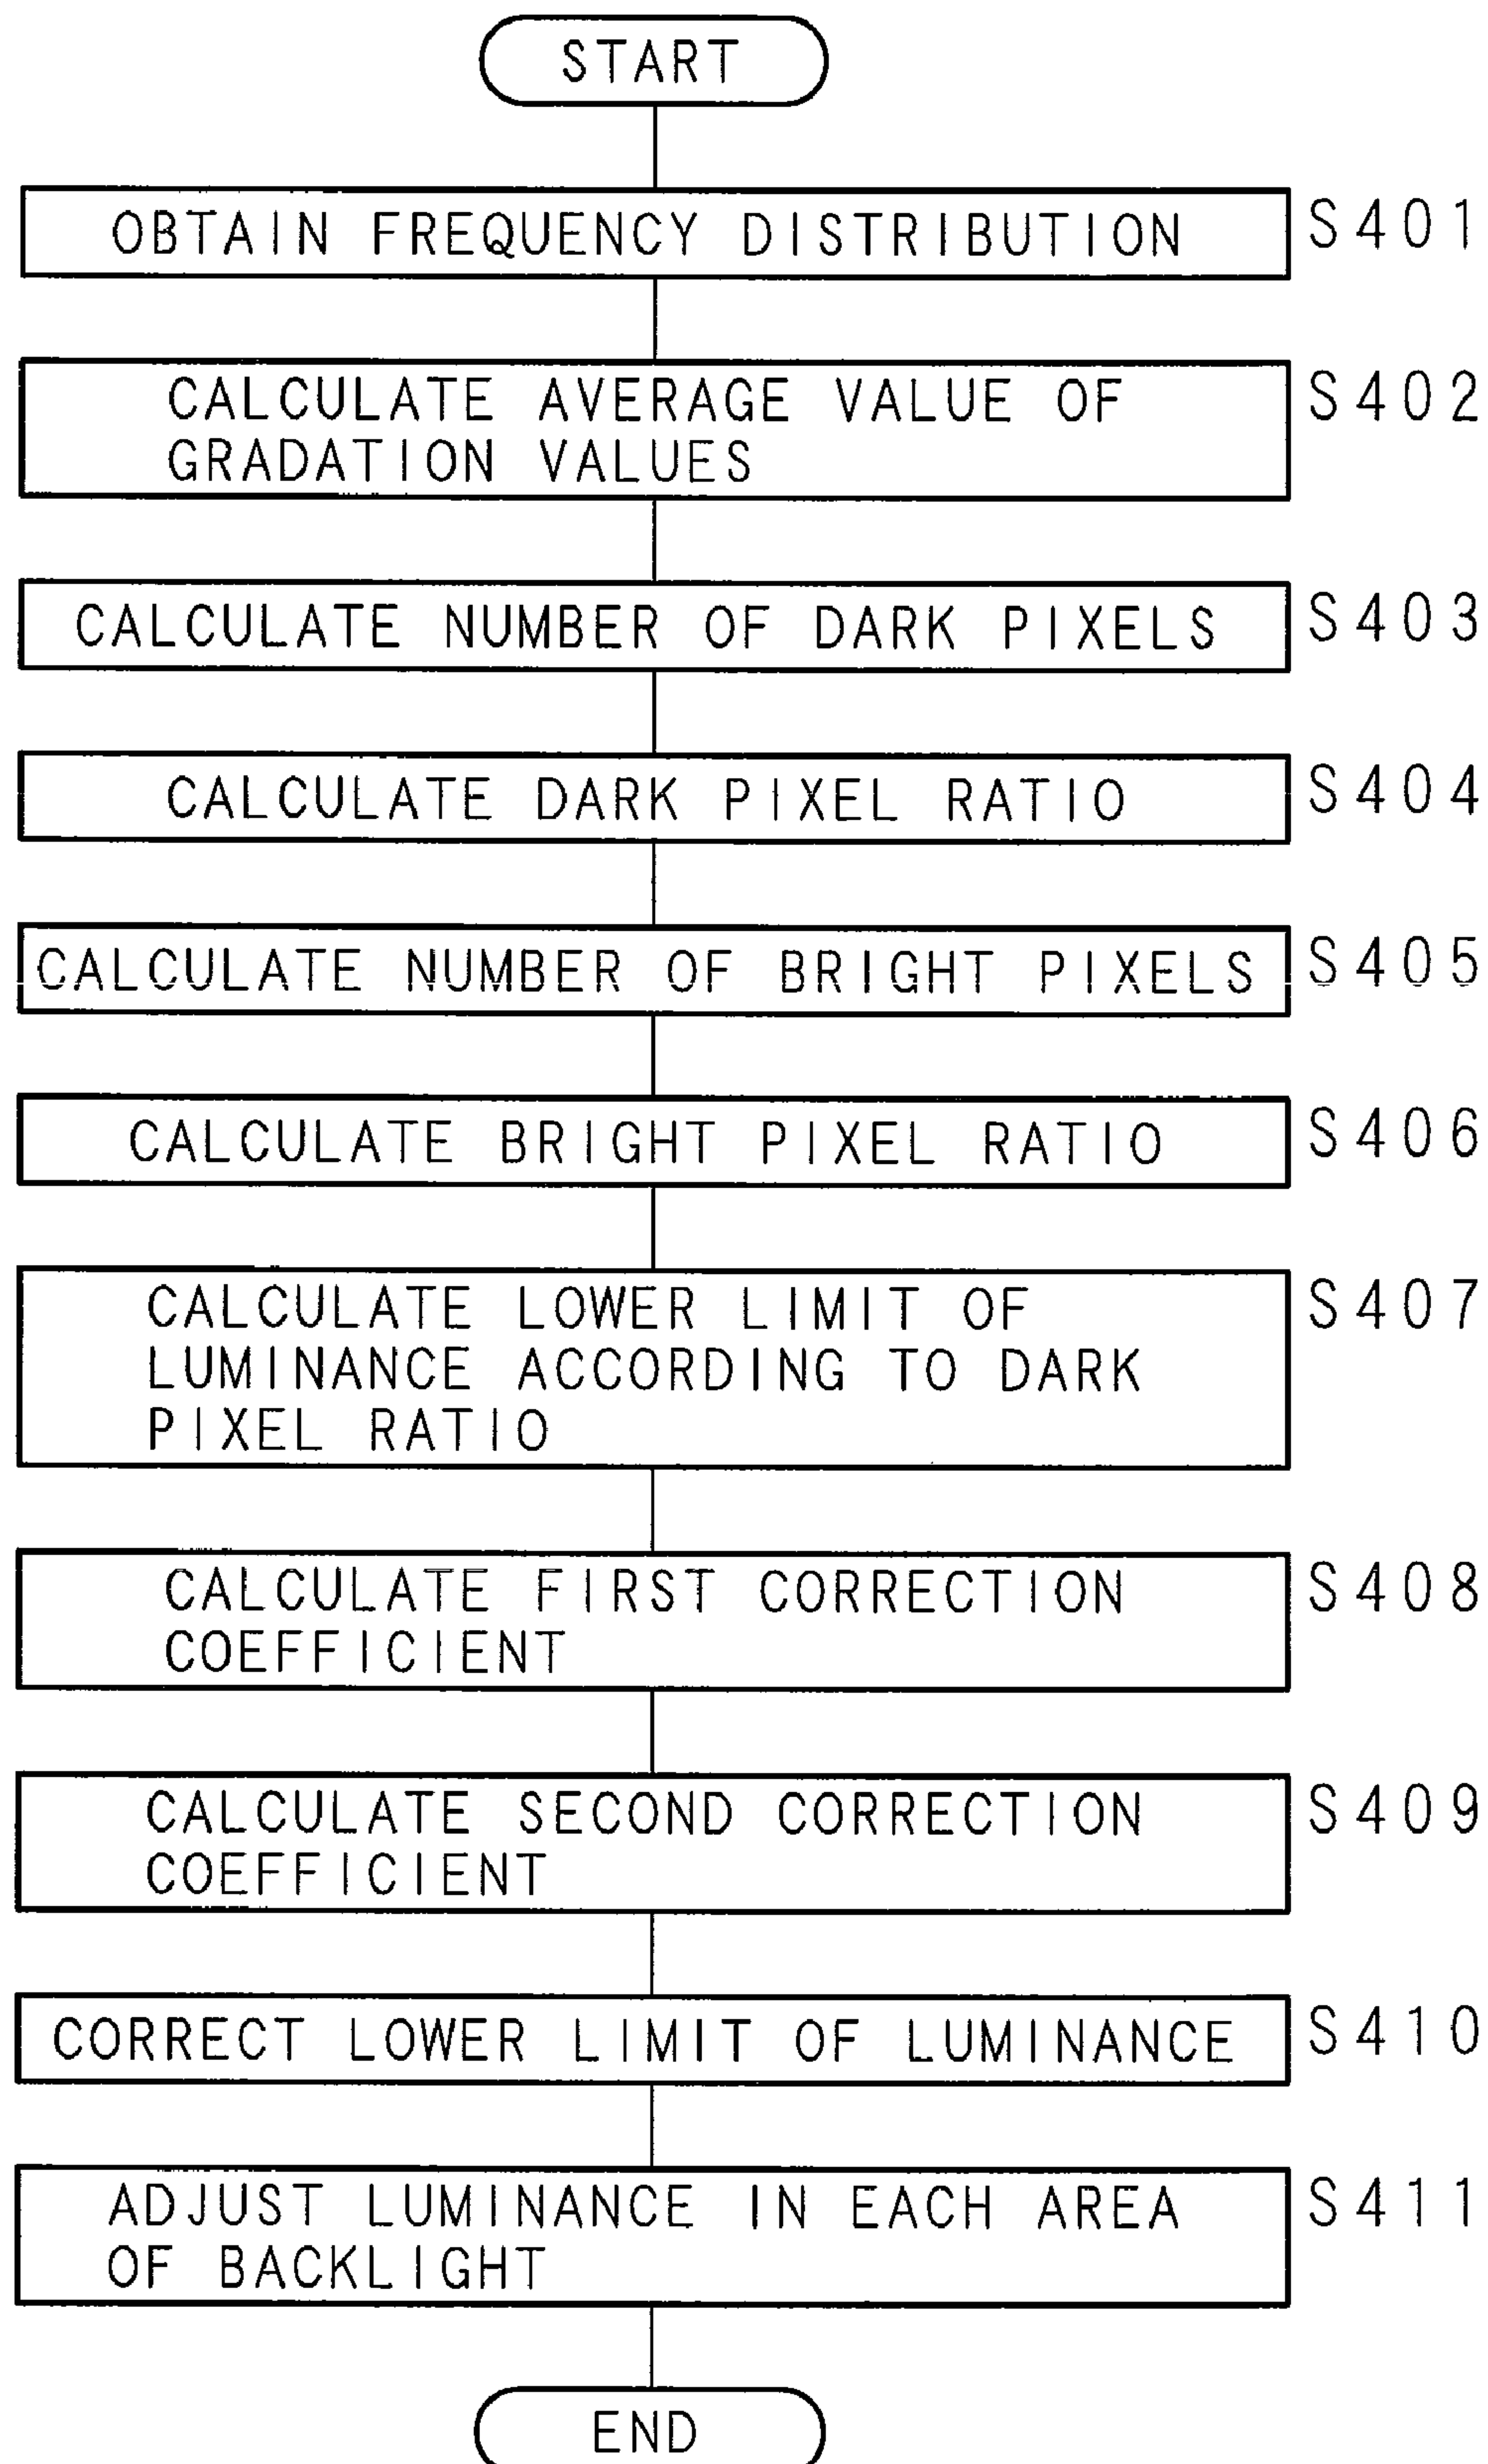 START
OBTAIN FREQUENCY DISTRIBUTION S401
CALCULATE AVERAGE VALUE OF S402
GRADATION VALUES
CALCULATE NUMBER OF DARK PIXELS S403
CALCULATE DARK PIXEL RATIO S404
CALCULATE NUMBER OF BRIGHT PIXELS S405
CALCULATE BRIGHT PIXEL RATIO S406
CALCULATE LOWER LIMIT OF S407
LUMINANCE ACCORDING TO DARK
PIXEL RATIO
CALCULATE FIRST CORRECTION S408
COEFFICIENT
CALCULATE SECOND CORRECTION S409
COEFFICIENT
CORRECT LOWER LIMIT OF LUMINANCE S410
ADJUST LUMINANCE IN EACH AREA S411
OF BACKLIGHT
END